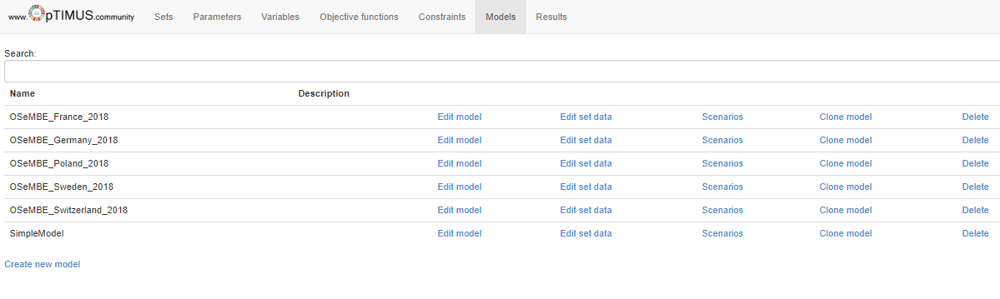 www.OpTIMUS.community Sets Parameters Variables Objective functions Constraints Models Results
Search:
Name Description
OSeMBE_France_2018 Edit model Edit set data Scenarios Clone model Delete
OSeMBE_Germany_2018 Edit model Edit set data Scenarios Clone model Delete
OSeMBE_Poland_2018 Edit model Edit set data Scenarios Clone model Delete
OSeMBE_Sweden_2018 Edit model Edit set data Scenarios Clone model Delete
OSeMBE_Switzerland_2018 Edit model Edit set data Scenarios Clone model Delete
SimpleModel Edit model Edit set data Scenarios Clone model Delete
Create new model